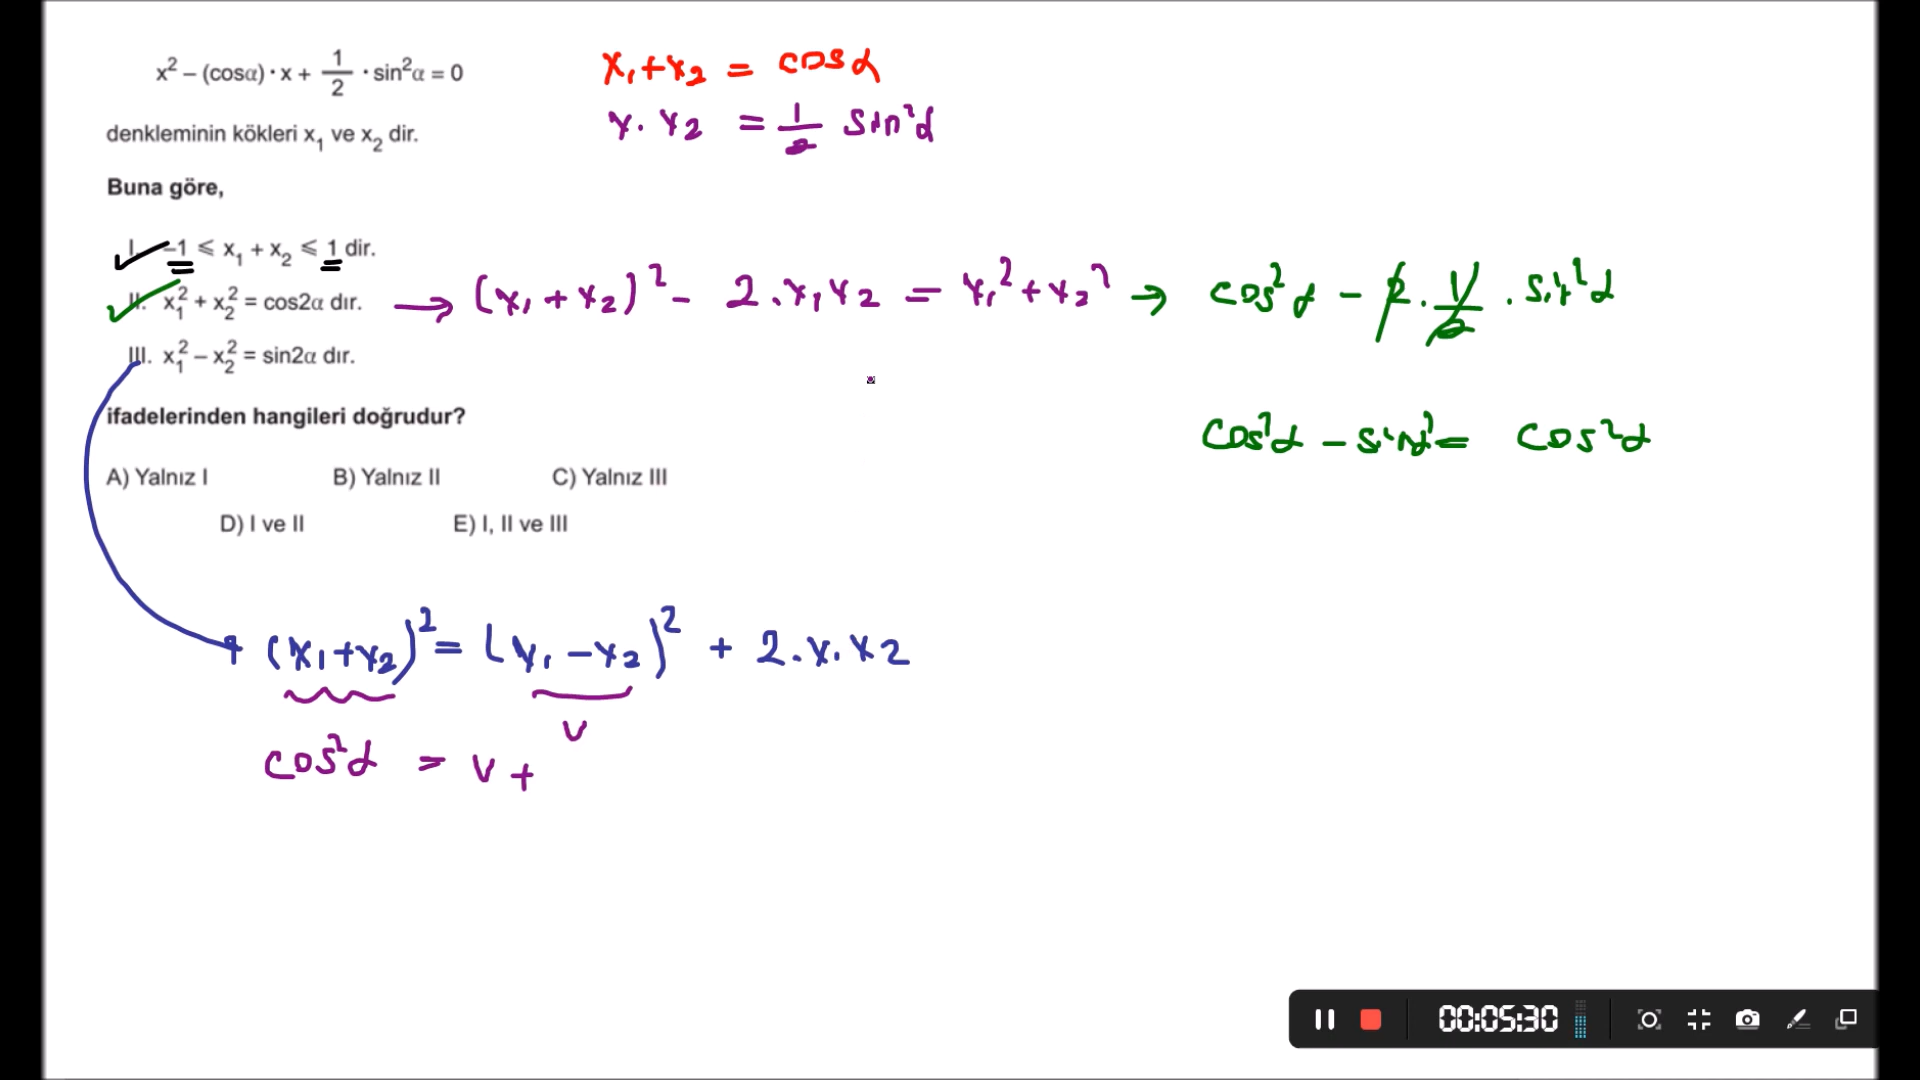 x² – (cosα)·x + 1/2 · sin²α = 0
denkleminin kökleri x₁ ve x₂ dir.
Buna göre,
I. –1 ⩽ x₁ + x₂ ⩽ 1 dir.
II. x₁² + x₂² = cos2α dır.
III. x₁² – x₂² = sin2α dır.
ifadelerinden hangileri doğrudur?
A) Yalnız I B) Yalnız II C) Yalnız III
D) I ve II E) I, II ve III
x₁+x₂ = cosα
x·x₂ = 1/2 sin²α
→ (x₁+x₂)² - 2.x₁x₂ = x₁²+x₂² → cos²α - 2.1/2.sin²α
cos²α - sin²α = cos2α
(x₁+x₂)² = (x₁-x₂)² + 2.x.x2
v
cos²α = v +
00:05:30